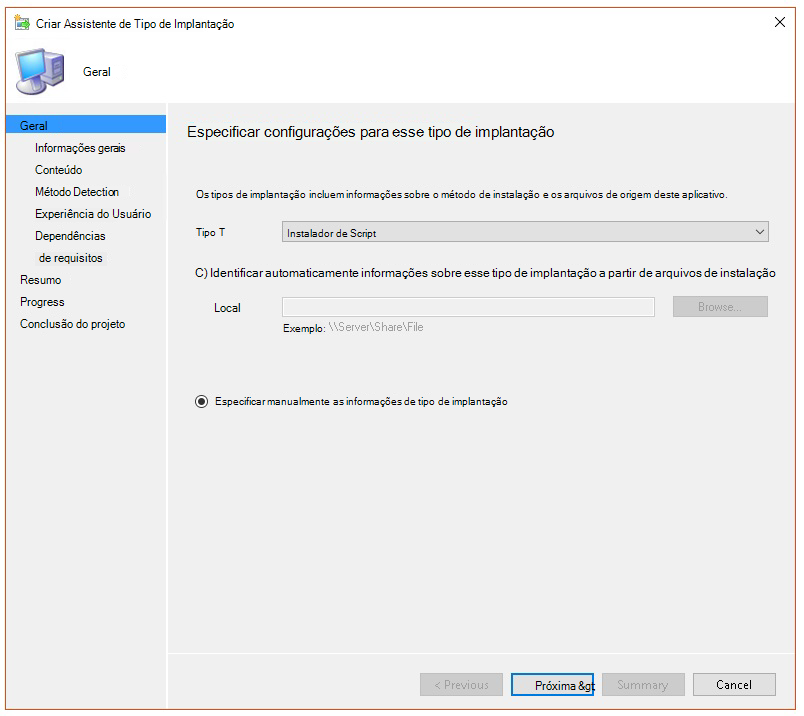 Criar Assistente de Tipo de Implantação
Geral
Geral
Informações gerais
Conteúdo
Método Detection
Experiência do Usuário
Dependências
de requisitos
Resumo
Progress
Conclusão do projeto
Especificar configurações para esse tipo de implantação
Os tipos de implantação incluem informações sobre o método de instalação e os arquivos de origem deste aplicativo.
Tipo T
Instalador de Script
C) Identificar automaticamente informações sobre esse tipo de implantação a partir de arquivos de instalação
Local
Browse...
Exemplo: \\Server\Share\File
Especificar manualmente as informações de tipo de implantação
< Previous
Próxima &gt;
Summary
Cancel